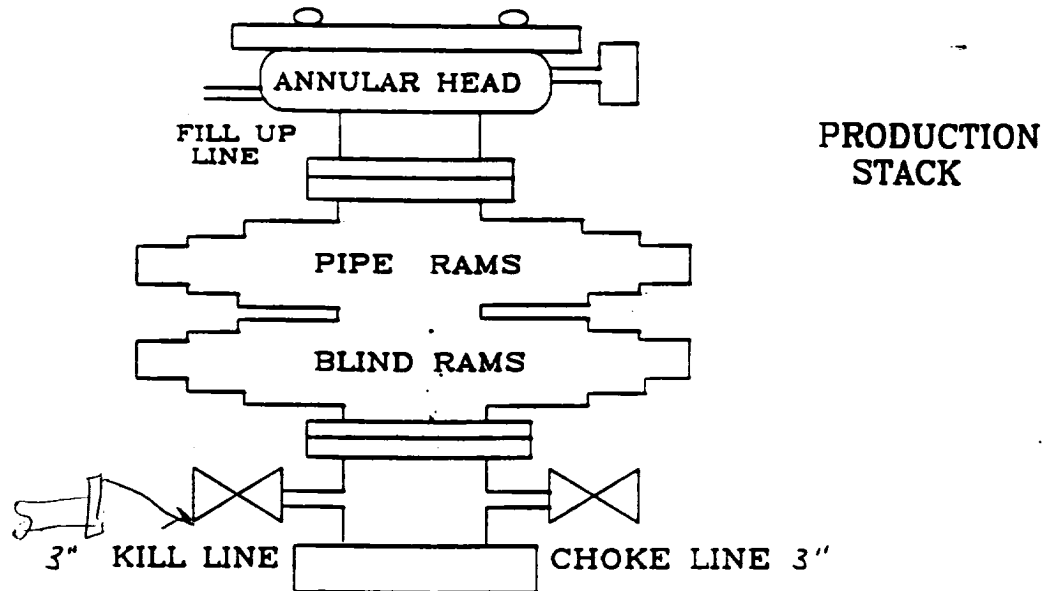 ANNULAR HEAD
FILL UP
LINE
PRODUCTION
STACK
PIPE RAMS
BLIND RAMS
3" KILL LINE
CHOKE LINE 3"